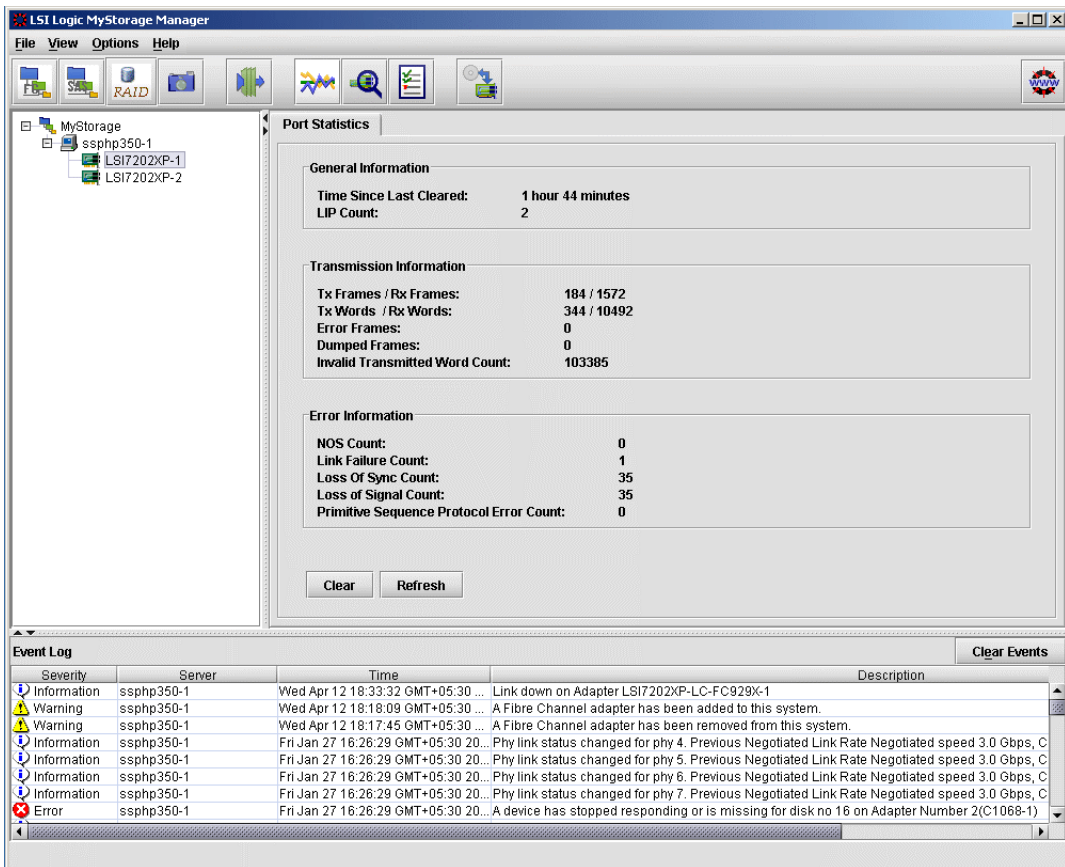 LSI Logic MyStorage Manager
File View Options Help
FC SAS RAID WWW
MyStorage
ssphp350-1
LSI7202XP-1
LSI7202XP-2
Port Statistics
General Information
Time Since Last Cleared: 1 hour 44 minutes
LIP Count: 2
Transmission Information
Tx Frames / Rx Frames: 184 / 1572
Tx Words / Rx Words: 344 / 10492
Error Frames: 0
Dumped Frames: 0
Invalid Transmitted Word Count: 103385
Error Information
NOS Count: 0
Link Failure Count: 1
Loss Of Sync Count: 35
Loss of Signal Count: 35
Primitive Sequence Protocol Error Count: 0
Clear Refresh
Event Log Clear Events
Severity Server Time Description
Information ssphp350-1 Wed Apr 12 18:33:32 GMT+05:30 ... Link down on Adapter LSI7202XP-LC-FC929X-1
Warning ssphp350-1 Wed Apr 12 18:18:09 GMT+05:30 ... A Fibre Channel adapter has been added to this system.
Warning ssphp350-1 Wed Apr 12 18:17:45 GMT+05:30 ... A Fibre Channel adapter has been removed from this system.
Information ssphp350-1 Fri Jan 27 16:26:29 GMT+05:30 20... Phy link status changed for phy 4. Previous Negotiated Link Rate Negotiated speed 3.0 Gbps, C
Information ssphp350-1 Fri Jan 27 16:26:29 GMT+05:30 20... Phy link status changed for phy 5. Previous Negotiated Link Rate Negotiated speed 3.0 Gbps, C
Information ssphp350-1 Fri Jan 27 16:26:29 GMT+05:30 20... Phy link status changed for phy 6. Previous Negotiated Link Rate Negotiated speed 3.0 Gbps, C
Information ssphp350-1 Fri Jan 27 16:26:29 GMT+05:30 20... Phy link status changed for phy 7. Previous Negotiated Link Rate Negotiated speed 3.0 Gbps, C
Error ssphp350-1 Fri Jan 27 16:26:29 GMT+05:30 20... A device has stopped responding or is missing for disk no 16 on Adapter Number 2(C1068-1)